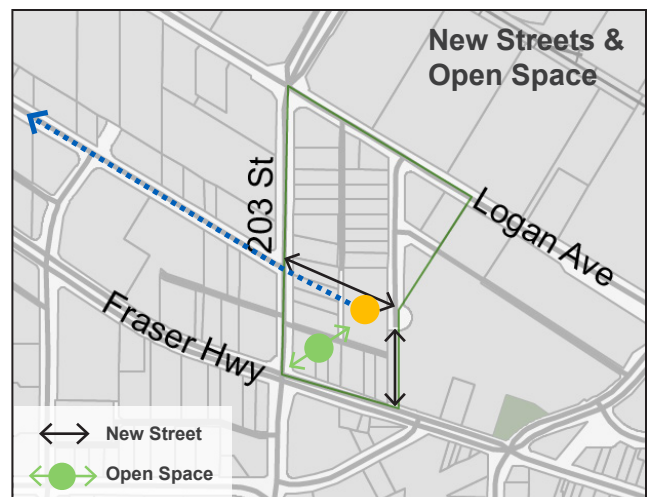 New Streets &
Open Space
203 St
Logan Ave
Fraser Hwy
New Street
Open Space